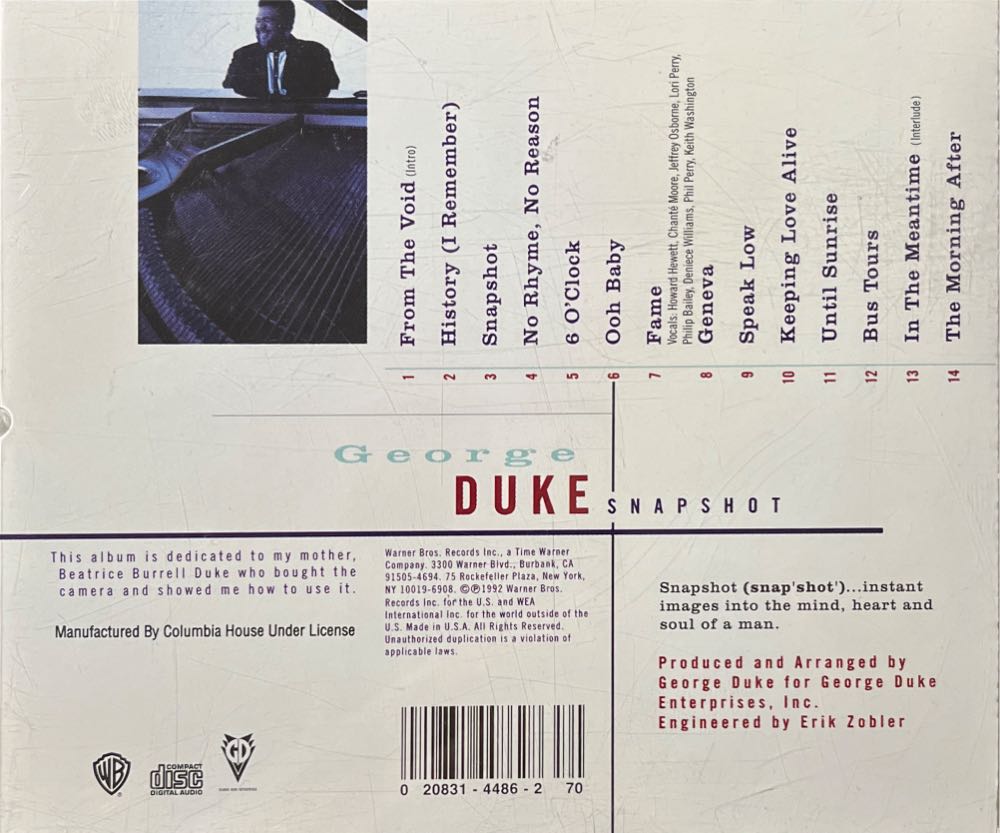 1 From The Void (Intro)
2 History (I Remember)
3 Snapshot
4 No Rhyme, No Reason
5 6 O'Clock
6 Ooh Baby
7 Fame
Vocals: Howard Hewett, Chanté Moore, Jeffrey Osborne, Lori Perry,
Philip Bailey, Deniece Williams, Phil Perry, Keith Washington
8 Geneva
9 Speak Low
10 Keeping Love Alive
11 Until Sunrise
12 Bus Tours
13 In The Meantime (Interlude)
14 The Morning After
George
DUKE SNAPSHOT
This album is dedicated to my mother,
Beatrice Burrell Duke who bought the
camera and showed me how to use it.
Manufactured By Columbia House Under License
Warner Bros. Records Inc., a Time Warner
Company. 3300 Warner Blvd., Burbank, CA
91505-4694. 75 Rockefeller Plaza, New York,
NY 10019-6908. ©℗1992 Warner Bros.
Records Inc. for the U.S. and WEA
International Inc. for the world outside of the
U.S. Made in U.S.A. All Rights Reserved.
Unauthorized duplication is a violation of
applicable laws.
Snapshot (snap'shot')...instant
images into the mind, heart and
soul of a man.
Produced and Arranged by
George Duke for George Duke
Enterprises, Inc.
Engineered by Erik Zobler
WB
COMPACT
disc
DIGITAL AUDIO
GD
0 20831 - 4486 - 2 70